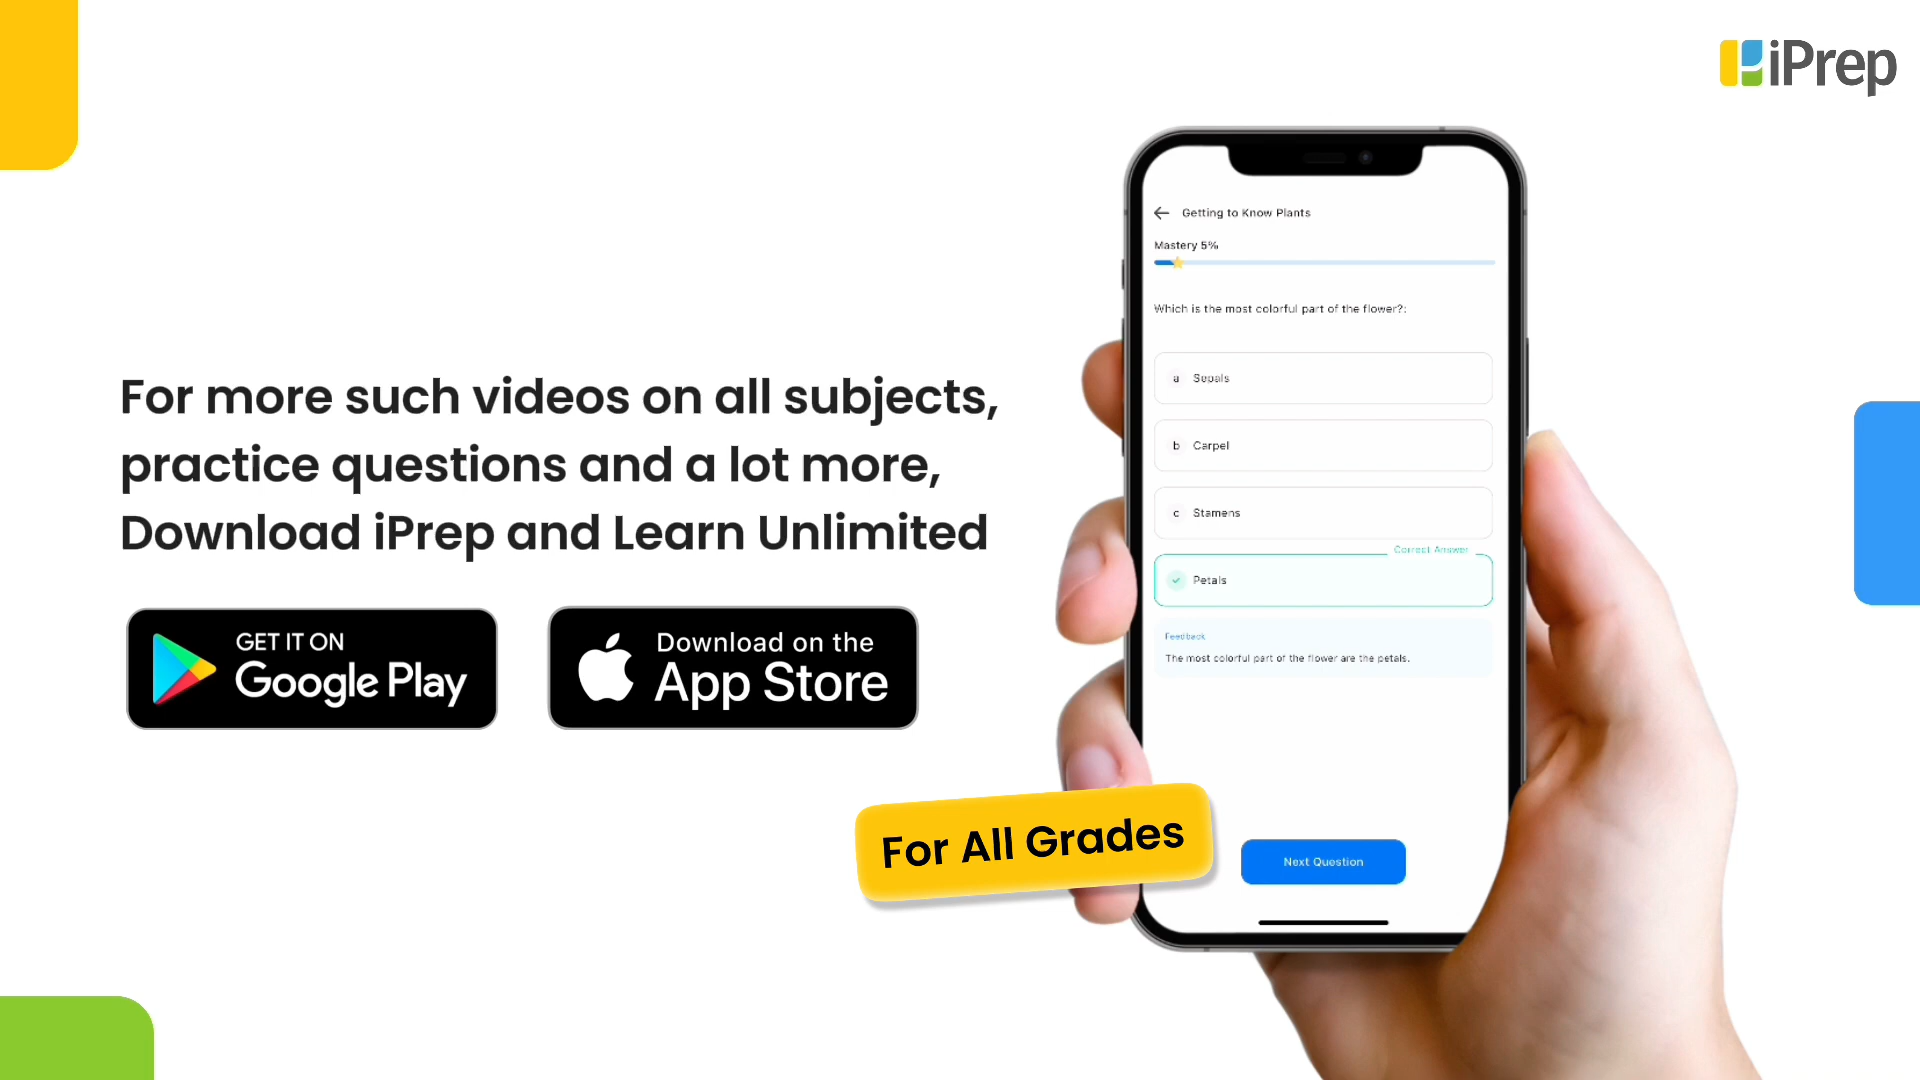 iPrep
Getting to Know Plants
Mastery 5%
Which is the most colorful part of the flower?:
a Sepals
b Carpel
c Stamens
Correct Answer
Petals
Feedback
The most colorful part of the flower are the petals.
Next Question
For more such videos on all subjects,
practice questions and a lot more,
Download iPrep and Learn Unlimited
GET IT ON
Google Play
Download on the
App Store
For All Grades